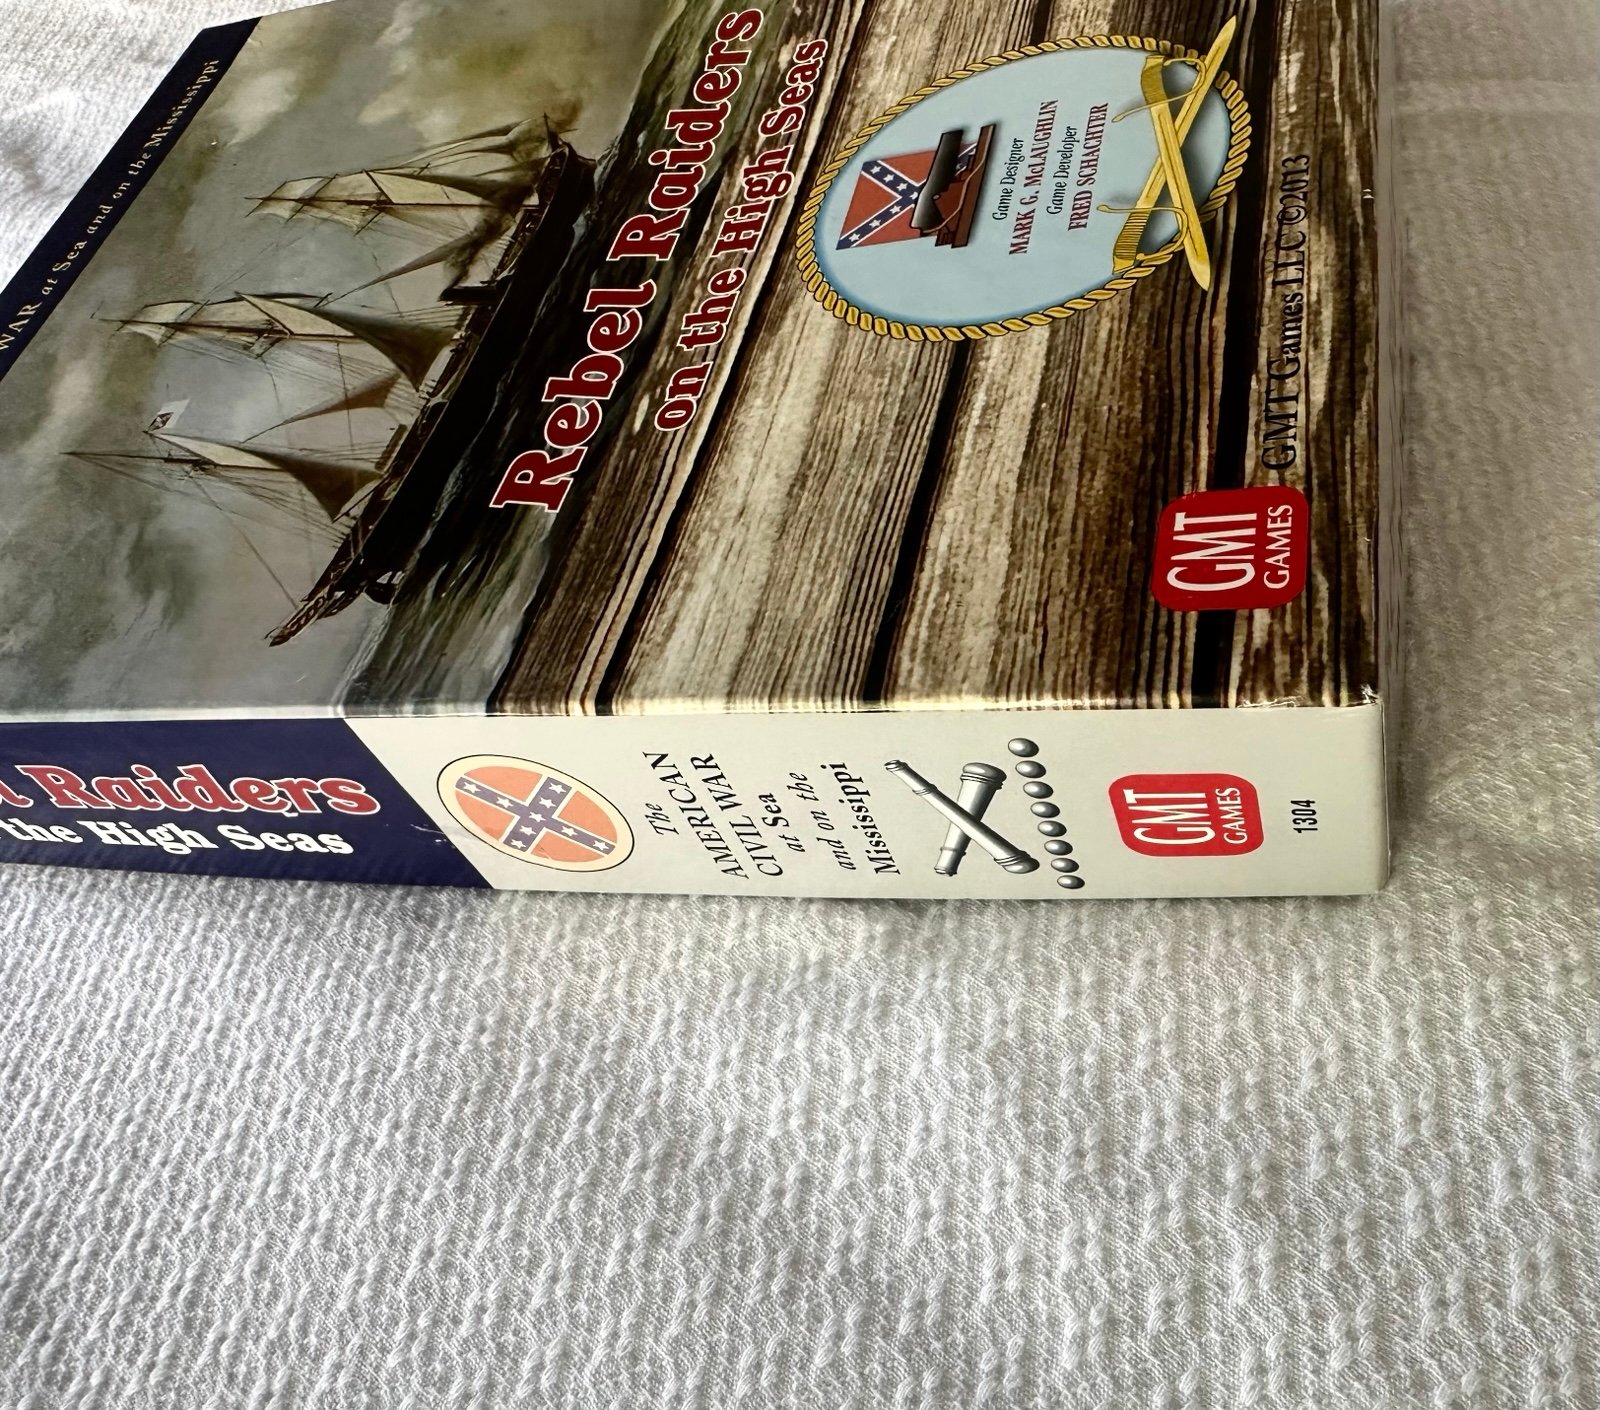 WAR at Sea and on the Mississippi
Rebel Raiders
on the High Seas
Game Designer
MARK G. McLAUGHLIN
Game Developer
FRED SCHACHTER
GMT
GAMES
GMT Games LLC ©2013
Raiders
the High Seas
The
AMERICAN
CIVIL WAR
at Sea
and on the
Mississippi
GMT
GAMES
1304